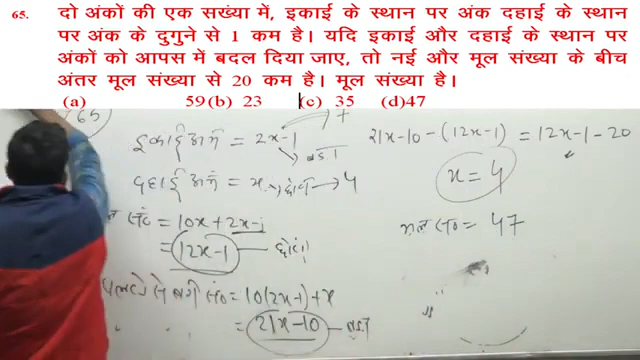 65. दो अंकों की एक सख्या में, इकाई के स्थान पर अंक दहाई के स्थान
पर अंक के दुगुने से 1 कम है। यदि इकाई और दहाई के स्थान पर
अंकों को आपस में बदल दिया जाए, तो नई और मूल संख्या के बीच
अंतर मूल संख्या से 20 कम है। मूल संख्या है।
(a) 59 (b) 23 (c) 35 (d) 47
65
इकाई अंक = 2x-1
दहाई अंक = x → 4
= 10x + 2x-1
= 12x-1
= 10(2x-1)+x
= 21x-10
21x-10 - (12x-1) = 12x-1-20
x = 4
= 47